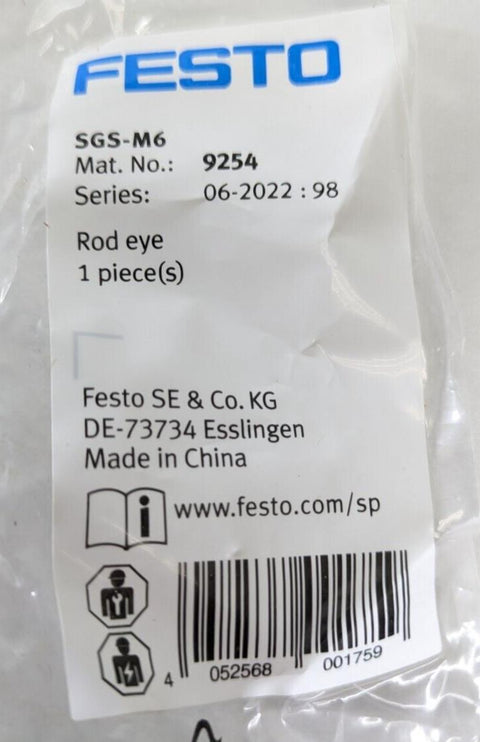 FESTO
SGS-M6
Mat. No.: 9254
Series: 06-2022 : 98
Rod eye
1 piece(s)
Festo SE & Co. KG
DE-73734 Esslingen
Made in China
www.festo.com/sp
4 052568 001759